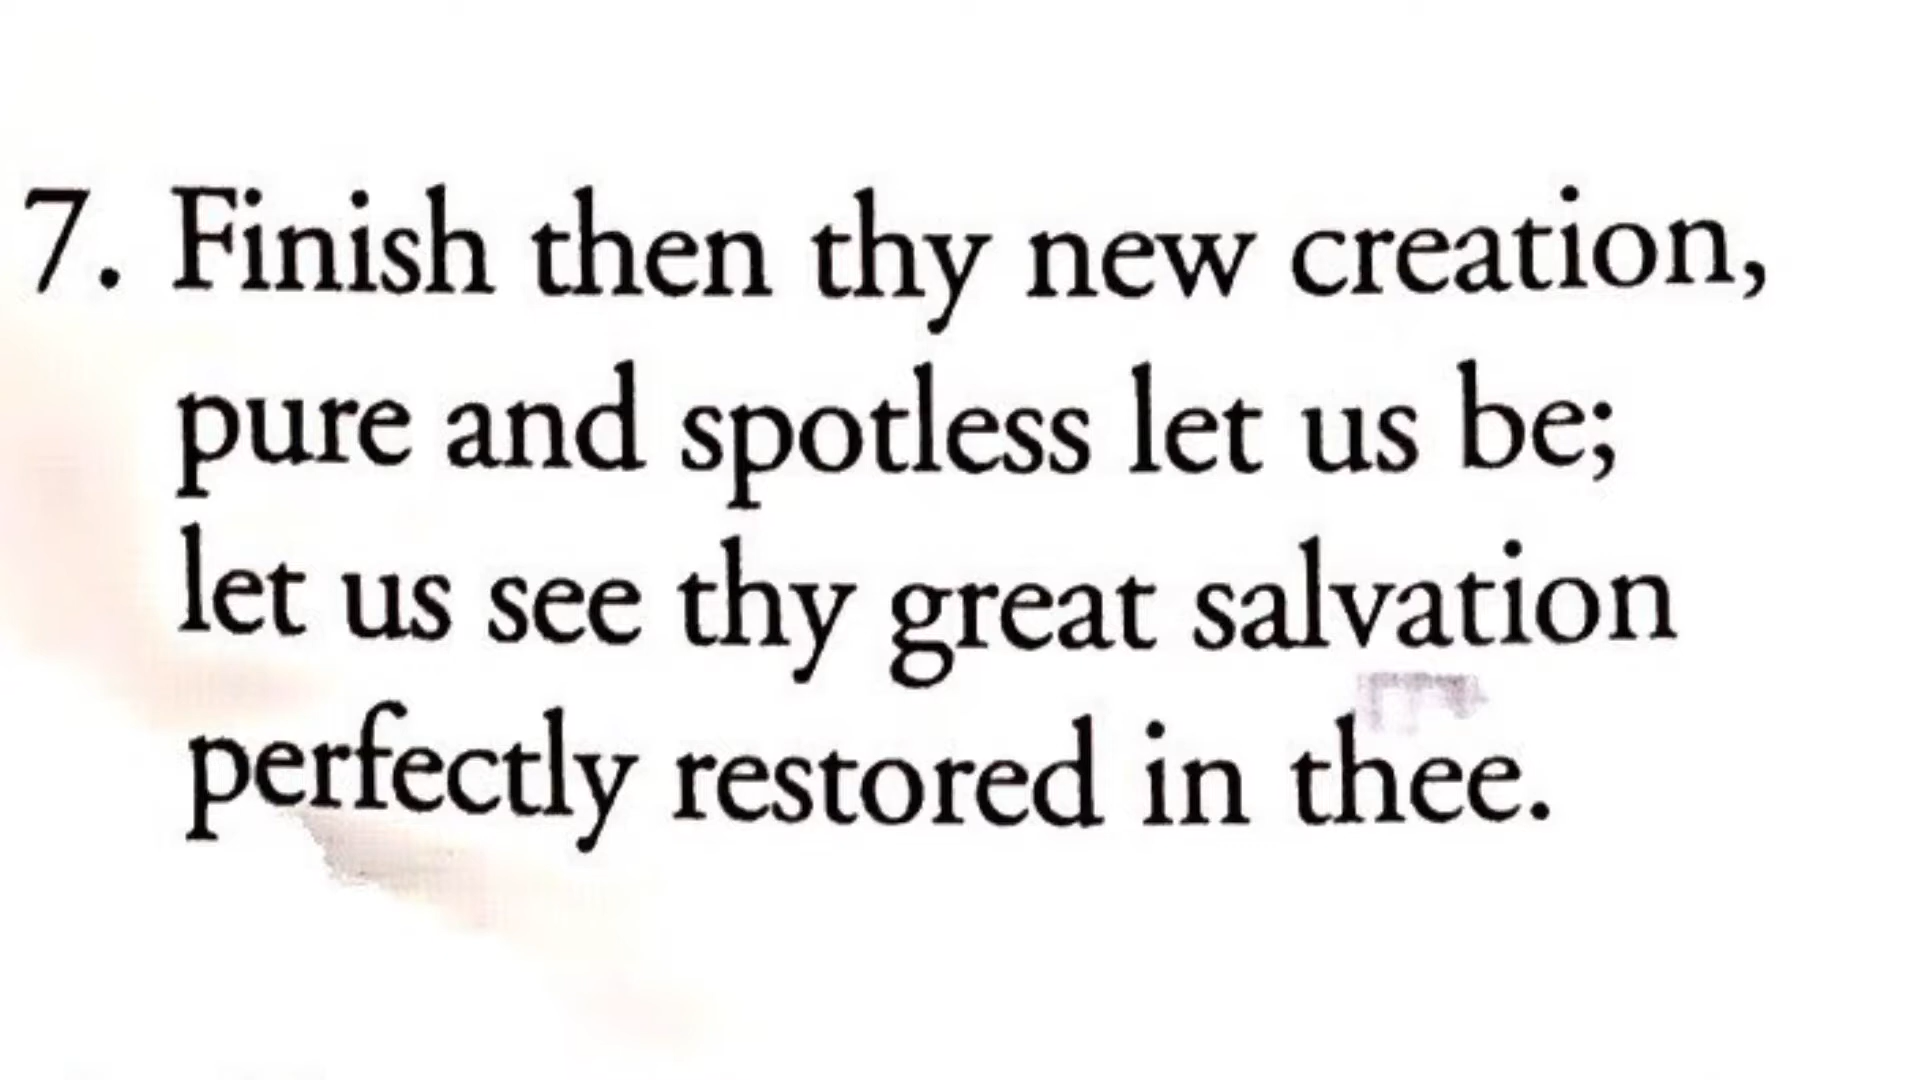 7. Finish then thy new creation,
pure and spotless let us be;
let us see thy great salvation
perfectly restored in thee.